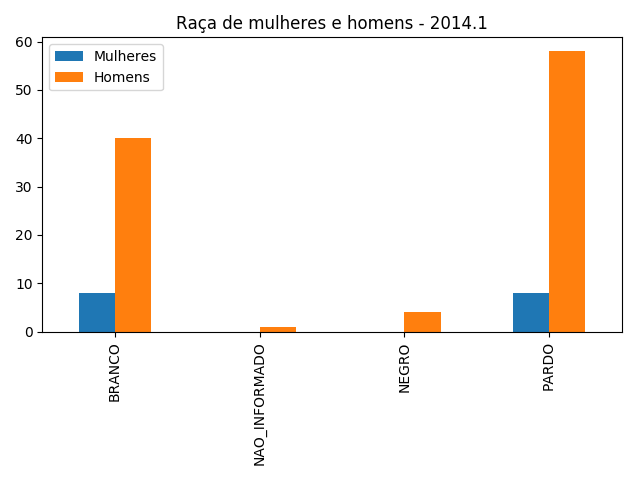 Raça de mulheres e homens - 2014.1
Mulheres
Homens
60
50
40
30
20
10
0
BRANCO
NAO_INFORMADO
NEGRO
PARDO